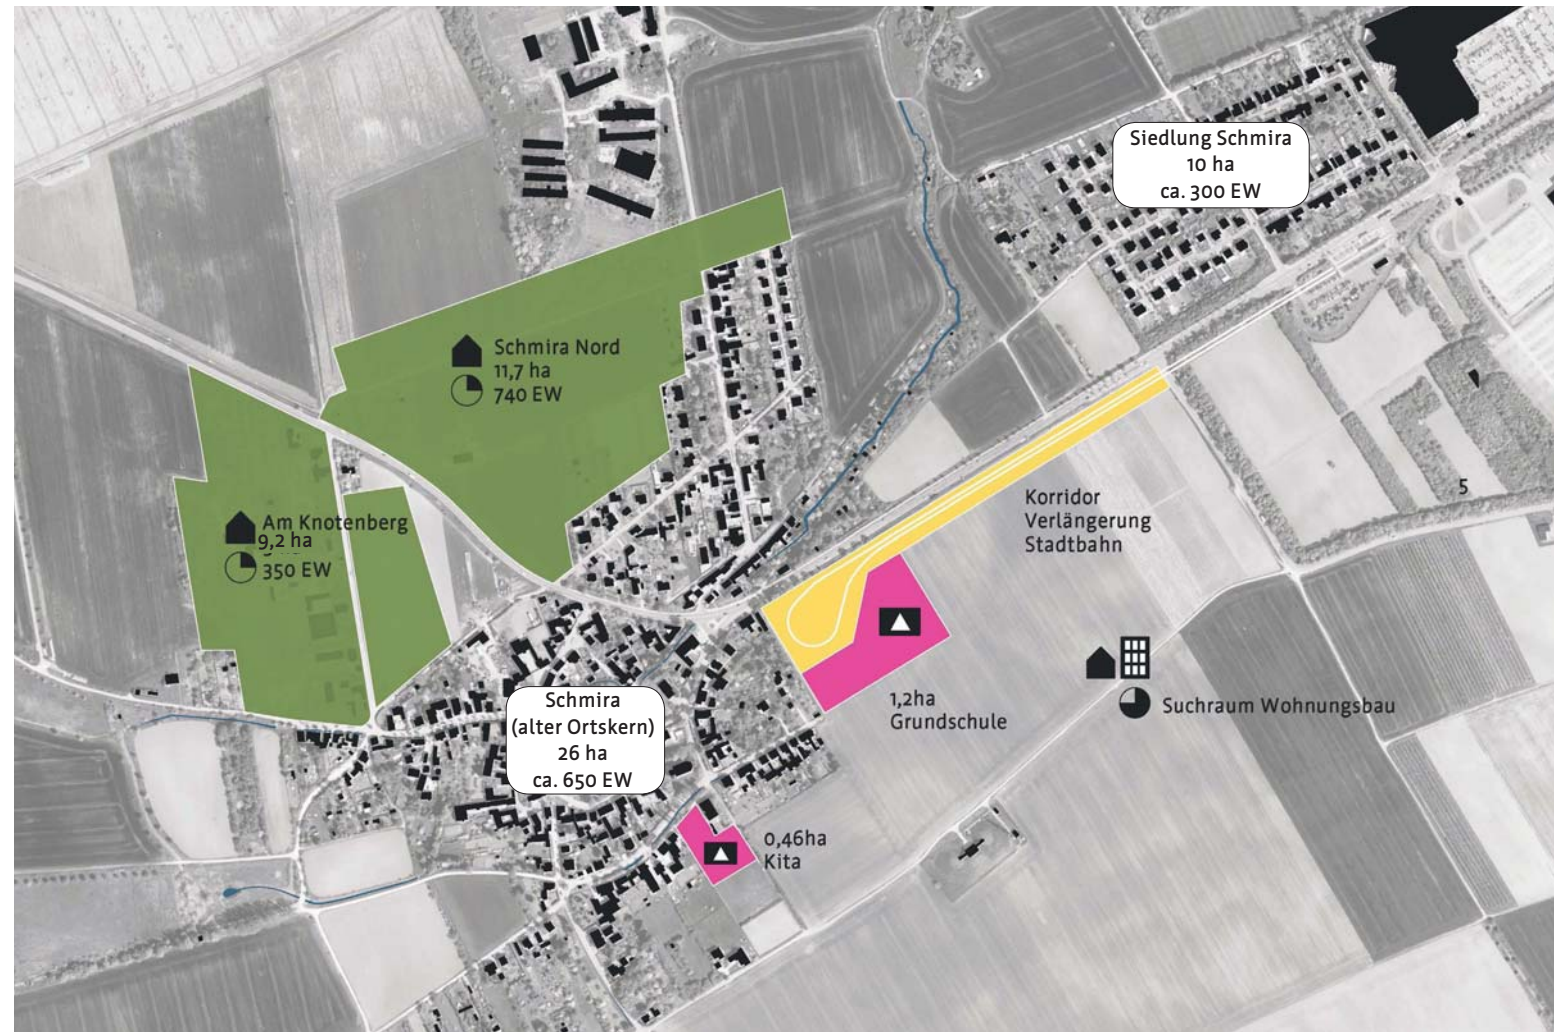 Siedlung Schmira
10 ha
ca. 300 EW
Schmira Nord
11,7 ha
740 EW
Am Knotenberg
9,2 ha
350 EW
Korridor
Verlängerung
Stadtbahn
5
1,2ha
Grundschule
Suchraum Wohnungsbau
Schmira
(alter Ortskern)
26 ha
ca. 650 EW
0,46ha
Kita